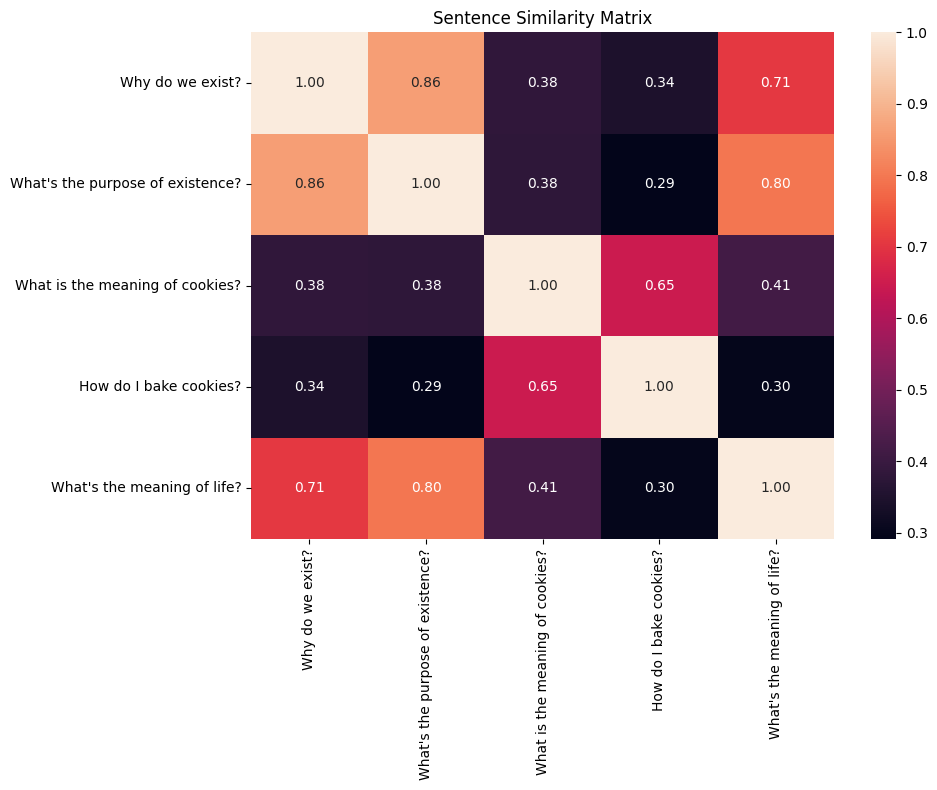 Sentence Similarity Matrix
Why do we exist? 1.00 0.86 0.38 0.34 0.71
What's the purpose of existence? 0.86 1.00 0.38 0.29 0.80
What is the meaning of cookies? 0.38 0.38 1.00 0.65 0.41
How do I bake cookies? 0.34 0.29 0.65 1.00 0.30
What's the meaning of life? 0.71 0.80 0.41 0.30 1.00
Why do we exist?
What's the purpose of existence?
What is the meaning of cookies?
How do I bake cookies?
What's the meaning of life?
1.0
0.9
0.8
0.7
0.6
0.5
0.4
0.3